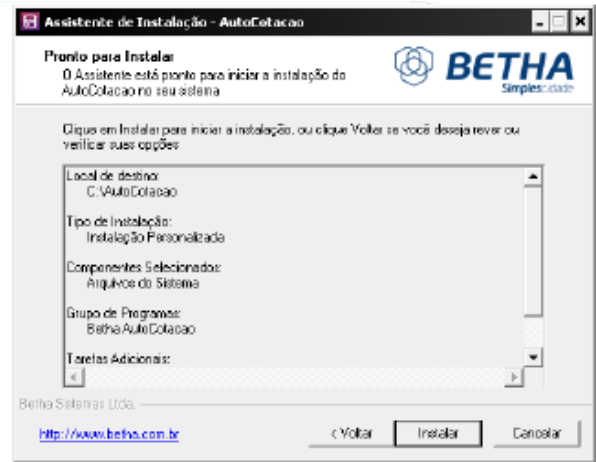 Assistente de Instalação - AutoCotacao
Pronto para Instalar
O Assistente está pronto para iniciar a instalação do
AutoCotacao no seu sistema
BETHA
Simplescidade
Clique em Instalar para iniciar a instalação, ou clique Voltar se você deseja rever ou
verificar suas opções
Local de destino:
C:\AutoCotacao
Tipo de Instalação:
Instalação Personalizada
Componentes Selecionados:
Arquivos do Sistema
Grupo de Programas:
Betha AutoCotacao
Tarefas Adicionais:
Betha Sistemas Ltda.
http://www.betha.com.br
< Voltar
Instalar
Cancelar